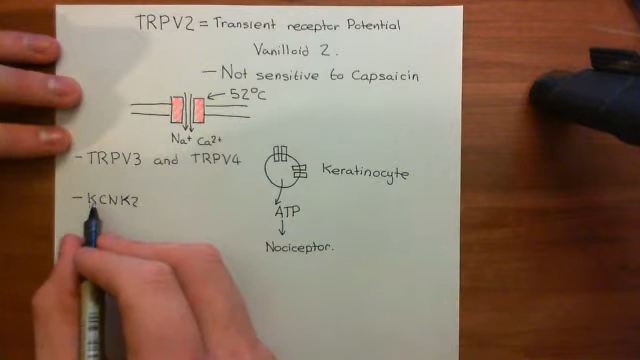 TRPV2 = Transient receptor Potential
Vanilloid 2.
- Not sensitive to Capsaicin
52°C
Na+ Ca2+
- TRPV3 and TRPV4
Keratinocyte
- KCNK2
ATP
Nociceptor.